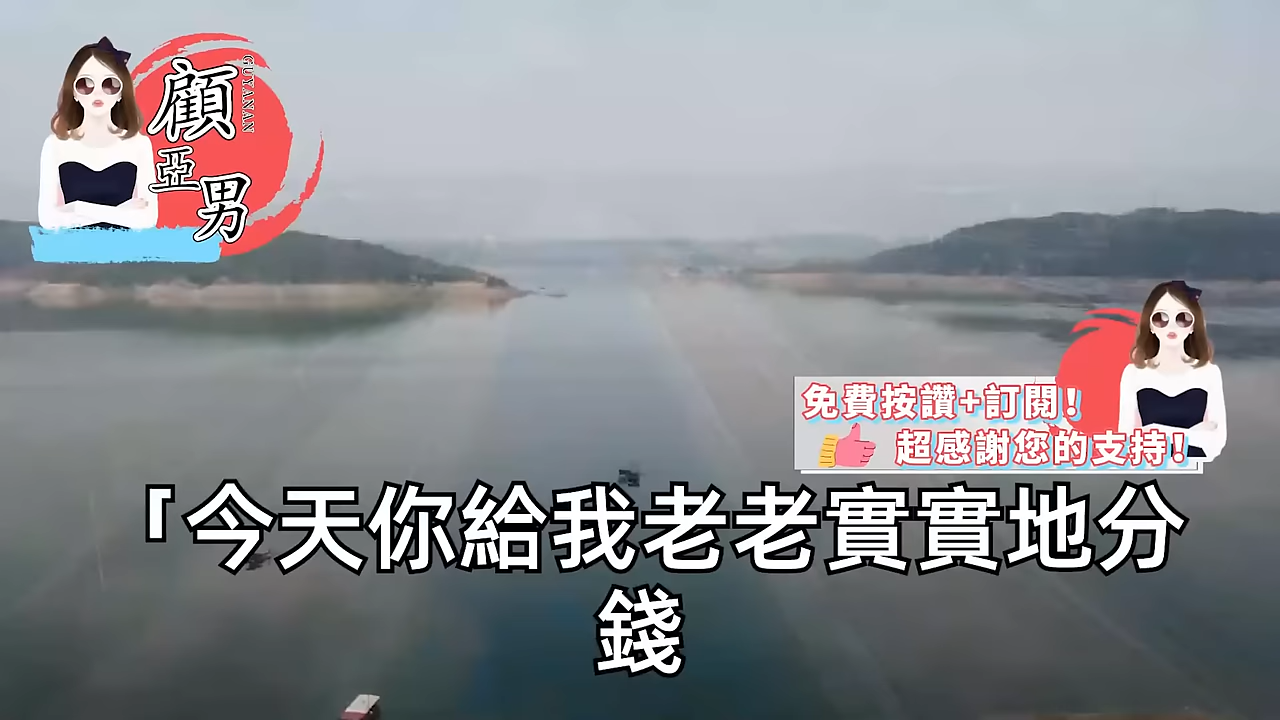 顧
亞
男
GUYANAN
免費按讚+訂閱!
超感謝您的支持!
「今天你給我老老實實地分
錢